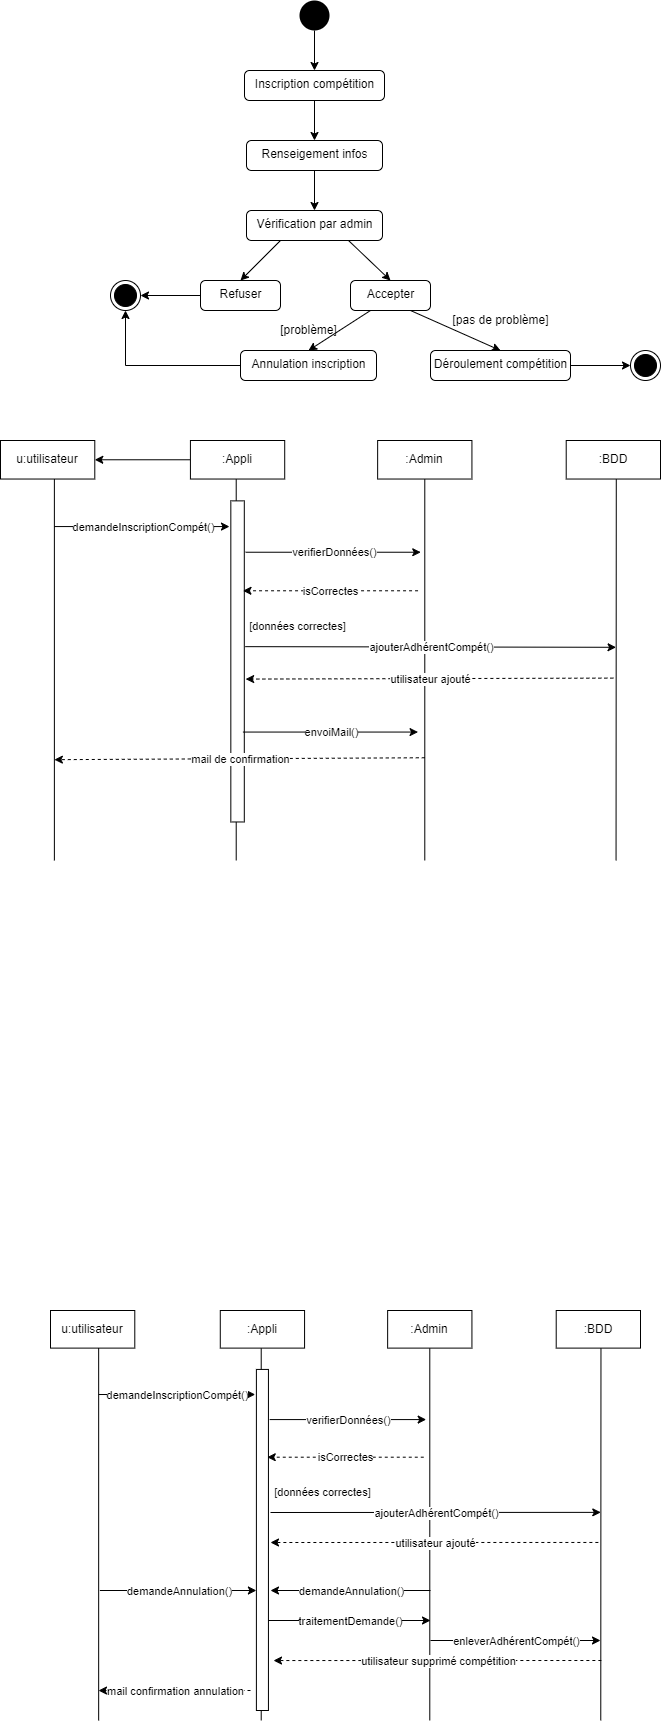 Inscription compétition
Renseigement infos
Vérification par admin
Refuser
Accepter
[problème]
[pas de problème]
Annulation inscription
Déroulement compétition
u:utilisateur
:Appli
:Admin
:BDD
demandeInscriptionCompét()
verifierDonnées()
isCorrectes
[données correctes]
ajouterAdhérentCompét()
utilisateur ajouté
envoiMail()
mail de confirmation
u:utilisateur
:Appli
:Admin
:BDD
demandeInscriptionCompét()
verifierDonnées()
isCorrectes
[données correctes]
ajouterAdhérentCompét()
utilisateur ajouté
demandeAnnulation()
demandeAnnulation()
traitementDemande()
enleverAdhérentCompét()
utilisateur supprimé compétition
mail confirmation annulation